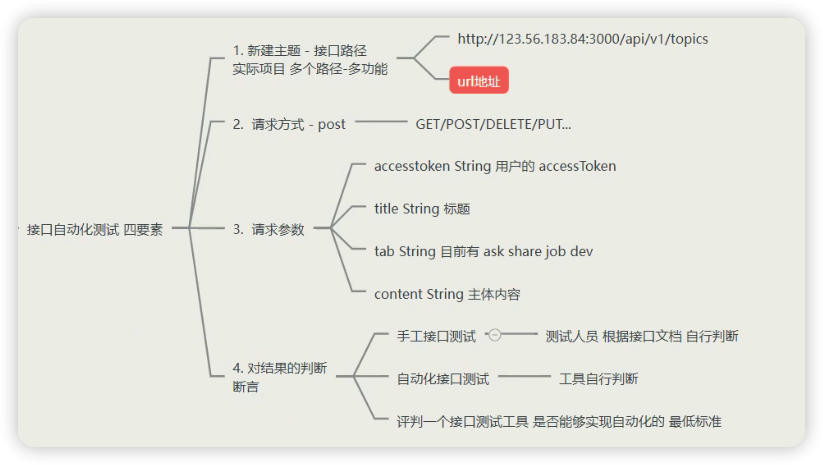 接口自动化测试 四要素
1. 新建主题 - 接口路径
实际项目 多个路径-多功能
http://123.56.183.84:3000/api/v1/topics
url地址
2. 请求方式 - post
GET/POST/DELETE/PUT...
3. 请求参数
accesstoken String 用户的 accessToken
title String 标题
tab String 目前有 ask share job dev
content String 主体内容
4. 对结果的判断
断言
手工接口测试
测试人员 根据接口文档 自行判断
自动化接口测试
工具自行判断
评判一个接口测试工具 是否能够实现自动化的 最低标准